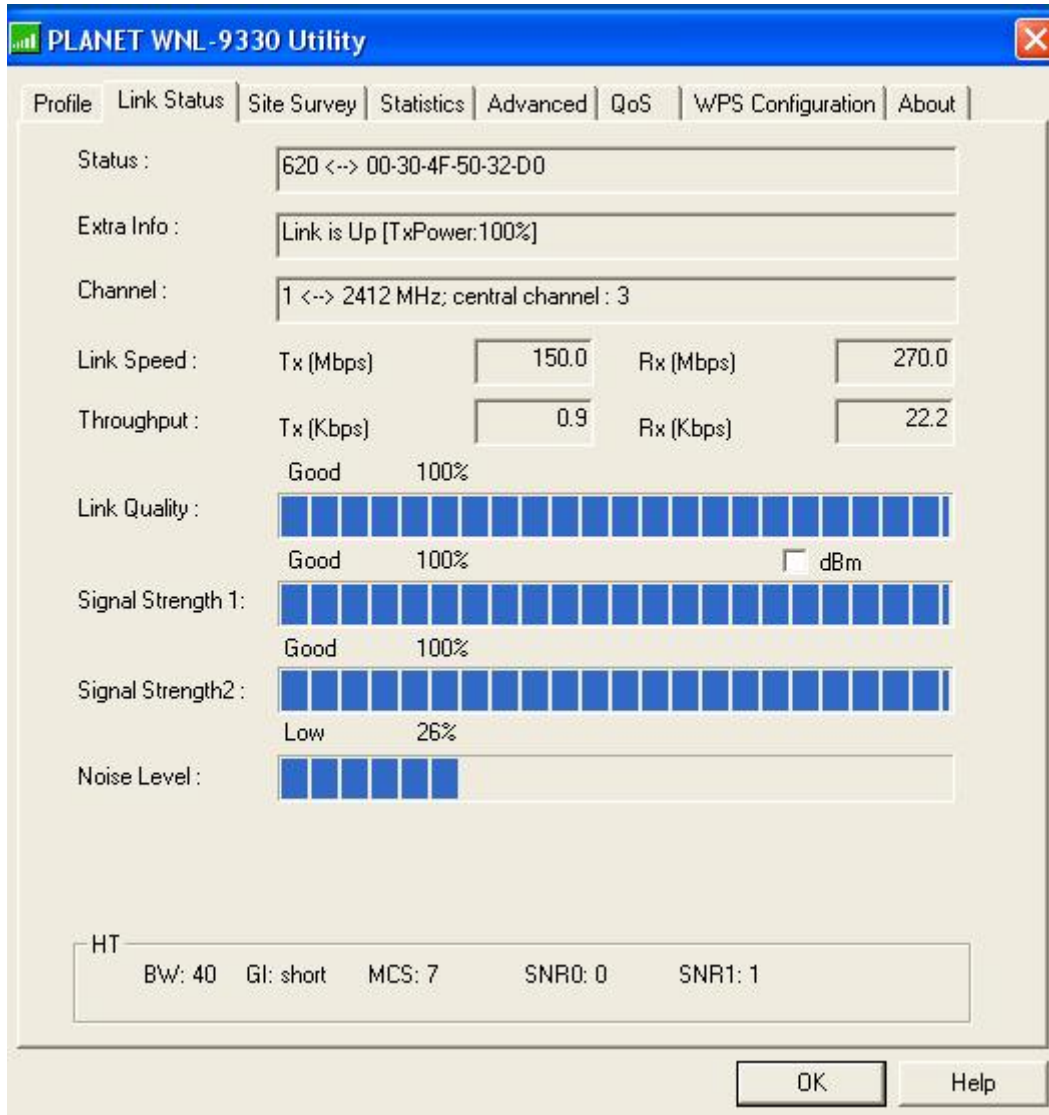 PLANET WNL-9330 Utility
Profile Link Status Site Survey Statistics Advanced QoS WPS Configuration About
Status : 620 <--> 00-30-4F-50-32-D0
Extra Info : Link is Up [TxPower:100%]
Channel : 1 <--> 2412 MHz; central channel : 3
Link Speed : Tx (Mbps) 150.0 Rx (Mbps) 270.0
Throughput : Tx (Kbps) 0.9 Rx (Kbps) 22.2
Good 100%
Link Quality :
Good 100% dBm
Signal Strength 1:
Good 100%
Signal Strength2 :
Low 26%
Noise Level :
HT
BW: 40 GI: short MCS: 7 SNR0: 0 SNR1: 1
OK Help